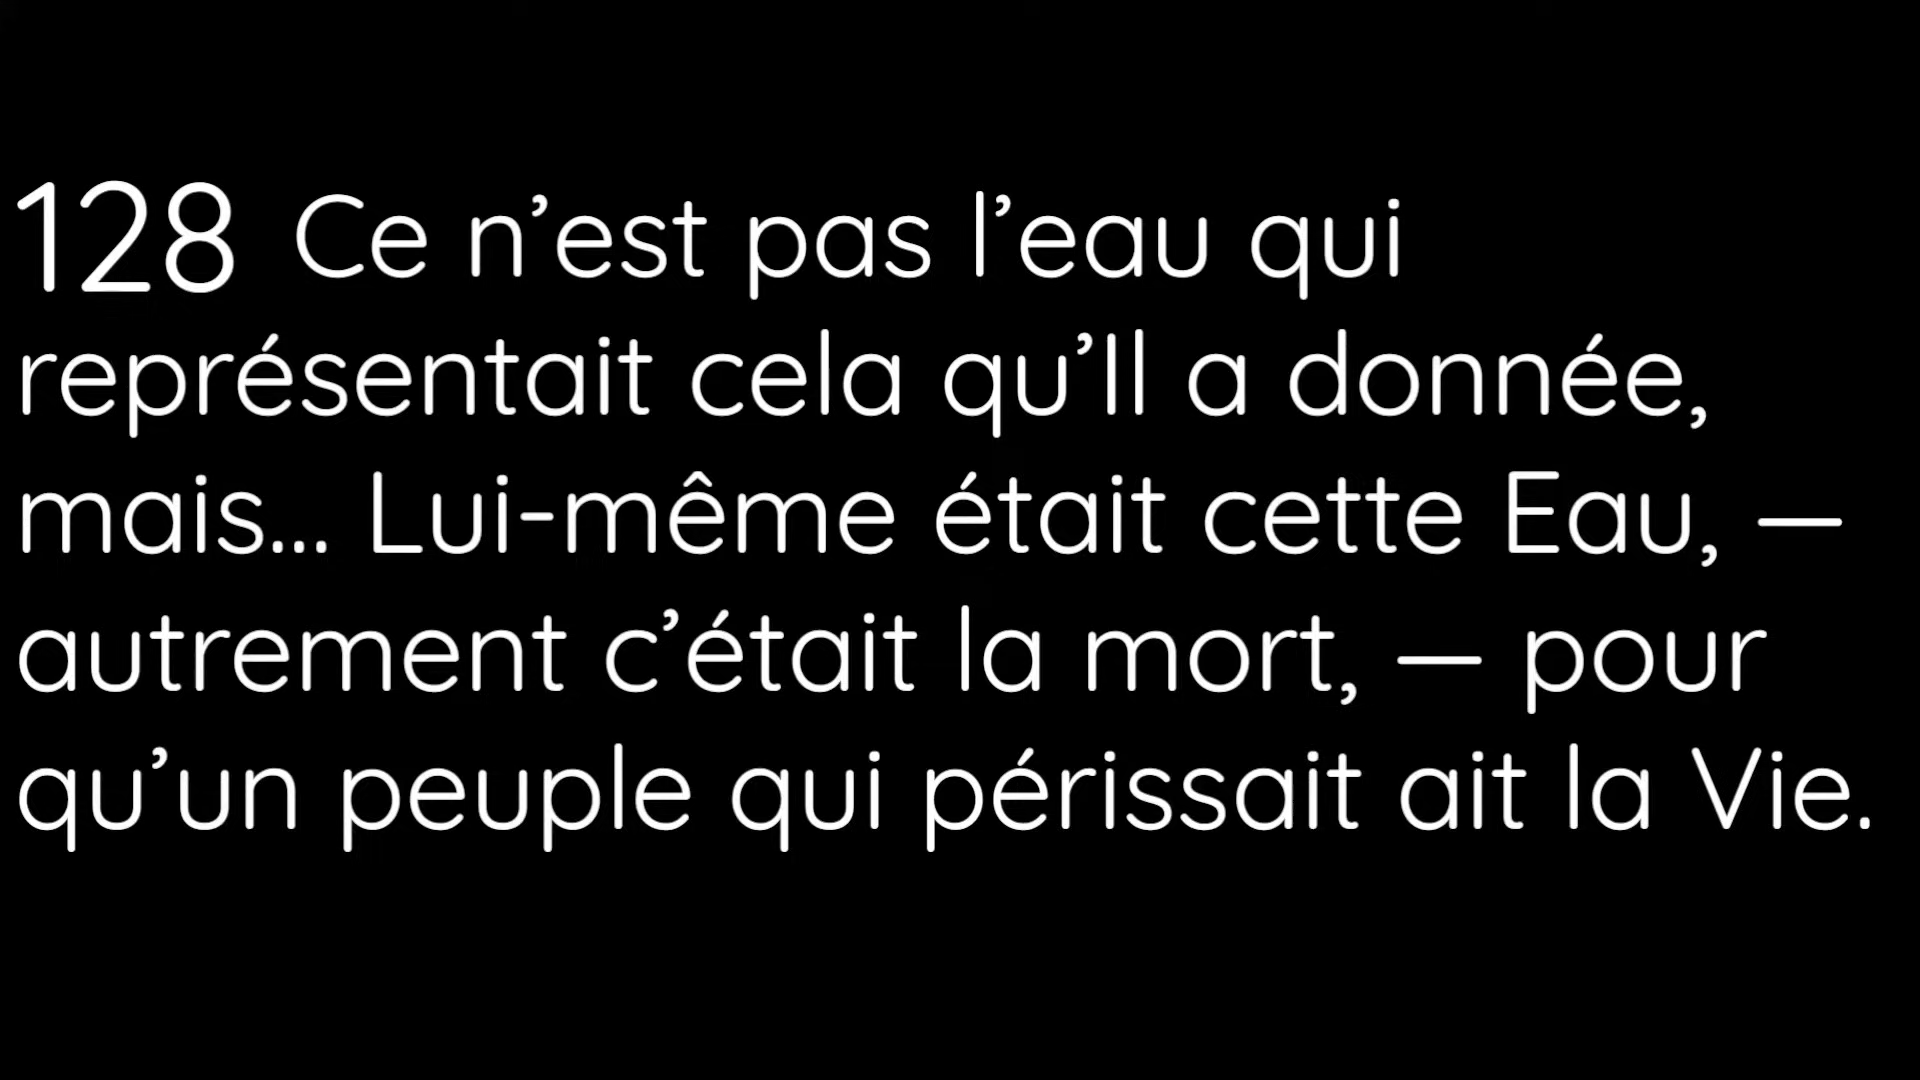 128 Ce n’est pas l’eau qui
représentait cela qu’Il a donnée,
mais... Lui-même était cette Eau, —
autrement c’était la mort, — pour
qu’un peuple qui périssait ait la Vie.